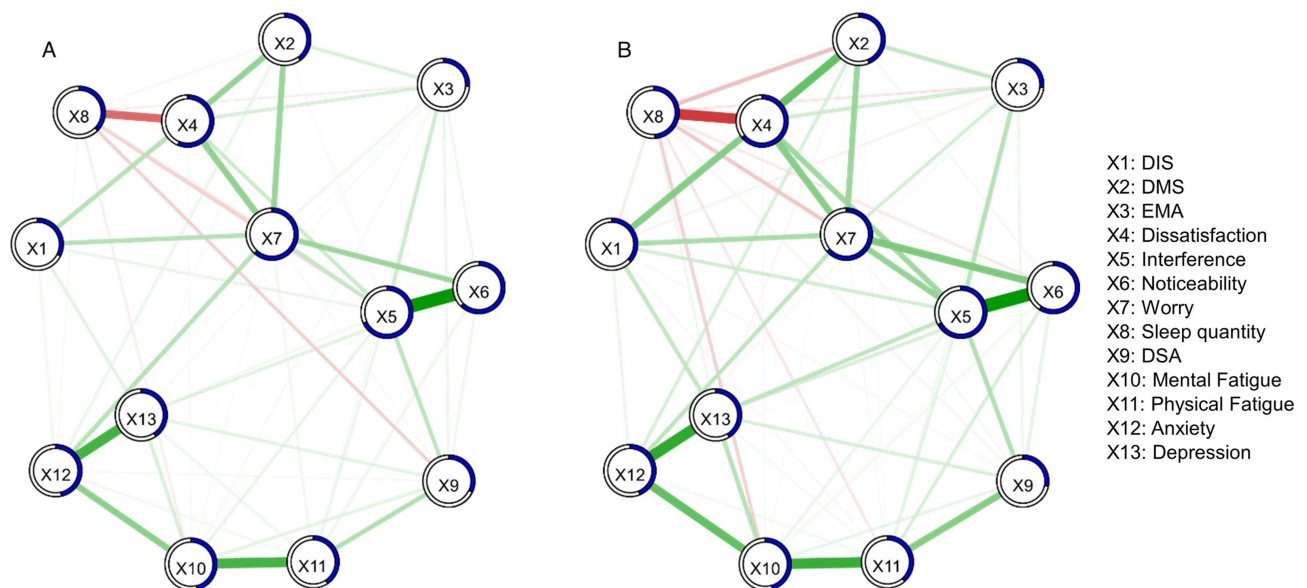 A
X2
X3
X8
X4
X1
X7
X6
X5
X13
X12
X9
X10
X11
B
X2
X3
X8
X4
X1
X7
X6
X5
X13
X12
X9
X10
X11
X1: DIS
X2: DMS
X3: EMA
X4: Dissatisfaction
X5: Interference
X6: Noticeability
X7: Worry
X8: Sleep quantity
X9: DSA
X10: Mental Fatigue
X11: Physical Fatigue
X12: Anxiety
X13: Depression